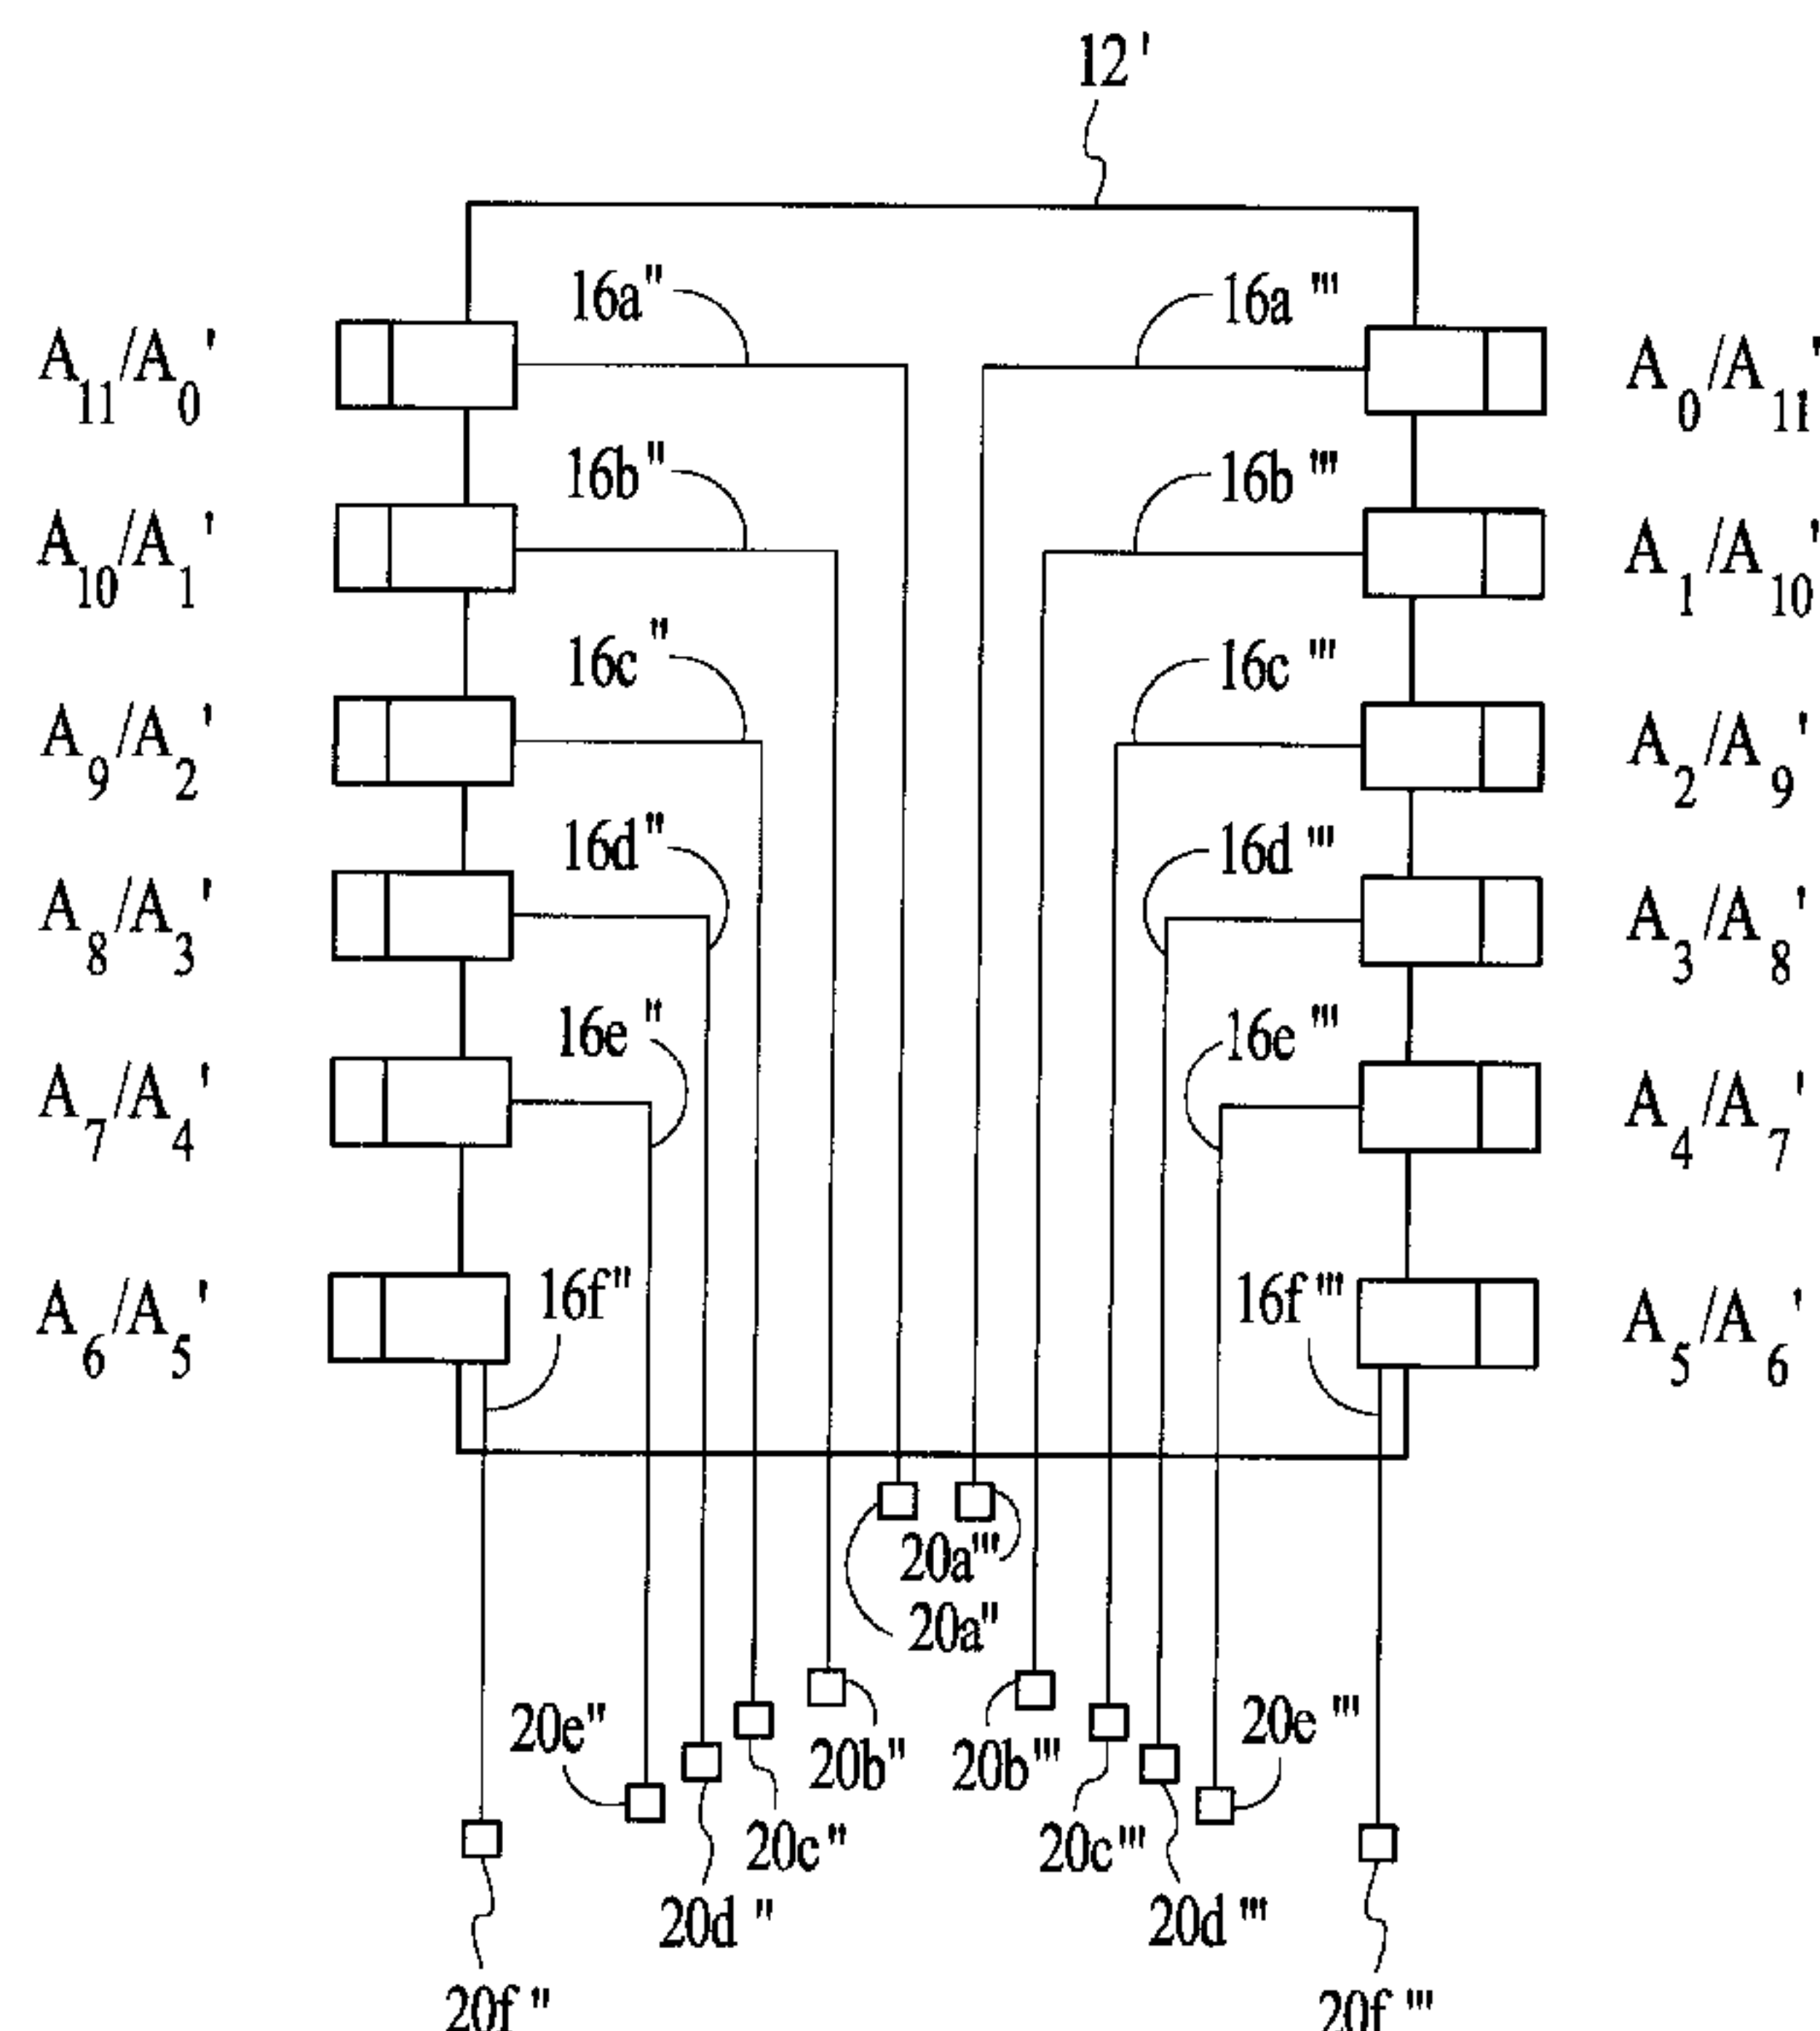 12'
16a" 16a'''
A11/A0' A0/A11'
16b" 16b'''
A10/A1' A1/A10'
16c" 16c'''
A9/A2' A2/A9'
16d" 16d'''
A8/A3' A3/A8'
16e" 16e'''
A7/A4' A4/A7'
16f" 16f'''
A6/A5' A5/A6'
20a'''
20a"
20e" 20e'''
20b" 20b'''
20c" 20c'''
20d" 20d'''
20f" 20f'''